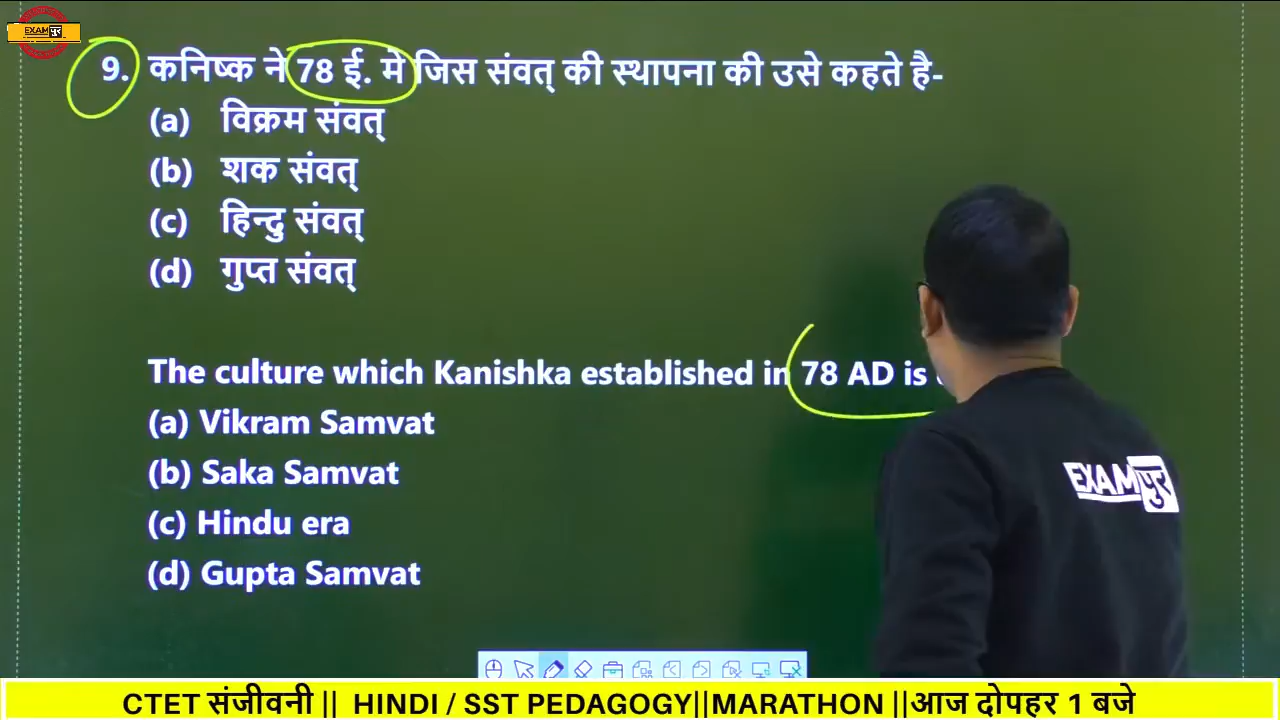 EXAM पुर
9. कनिष्क ने 78 ई. मे जिस संवत् की स्थापना की उसे कहते है-
(a) विक्रम संवत्
(b) शक संवत्
(c) हिन्दु संवत्
(d) गुप्त संवत्
The culture which Kanishka established in 78 AD is
(a) Vikram Samvat
(b) Saka Samvat
(c) Hindu era
(d) Gupta Samvat
EXAM पुर
CTET संजीवनी || HINDI / SST PEDAGOGY||MARATHON ||आज दोपहर 1 बजे